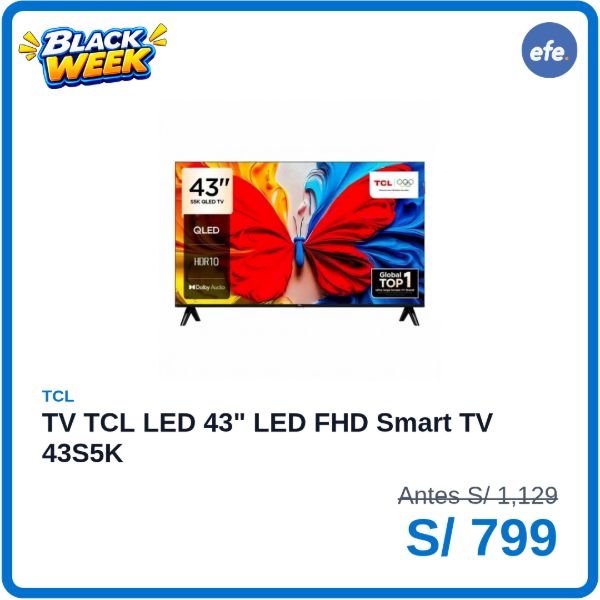 BLACK
WEEK
efe.
43"
S5K QLED TV
QLED
HDR10
Dolby Audio
TCL
Global
TOP 1
TCL
TV TCL LED 43" LED FHD Smart TV
43S5K
Antes S/ 1,129
S/ 799